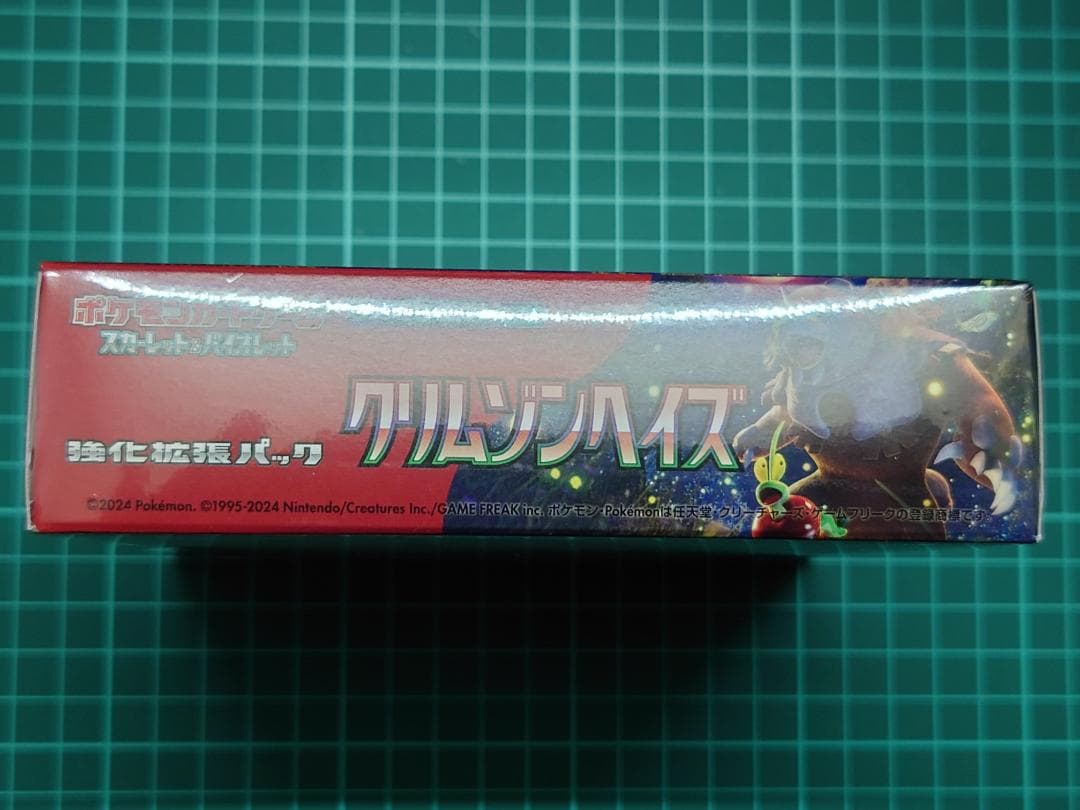 ポケモンカードゲーム
スカーレット&バイオレット
クリムゾンヘイズ
強化拡張パック
©2024 Pokémon. ©1995-2024 Nintendo/Creatures Inc./GAME FREAK inc. ポケモン・Pokémonは任天堂・クリーチャーズ・ゲームフリークの登録商標です。